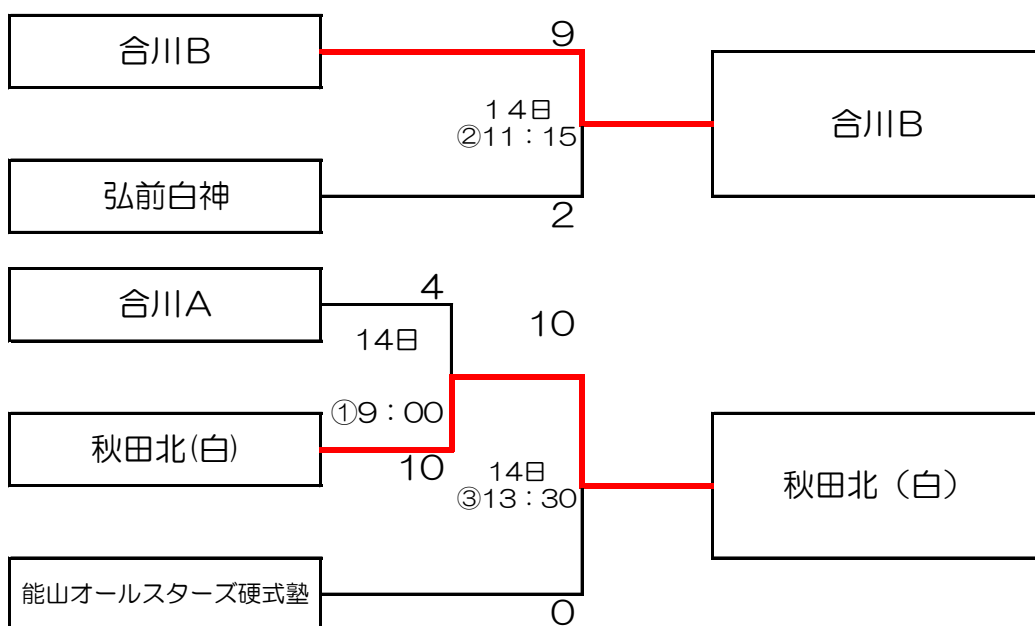 合川Ｂ
9
１４日
②11：15
合川Ｂ
弘前白神
2
合川Ａ
4
14日
10
①9：00
秋田北(白)
10
14日
③13：30
秋田北（白）
能山オールスターズ硬式塾
0